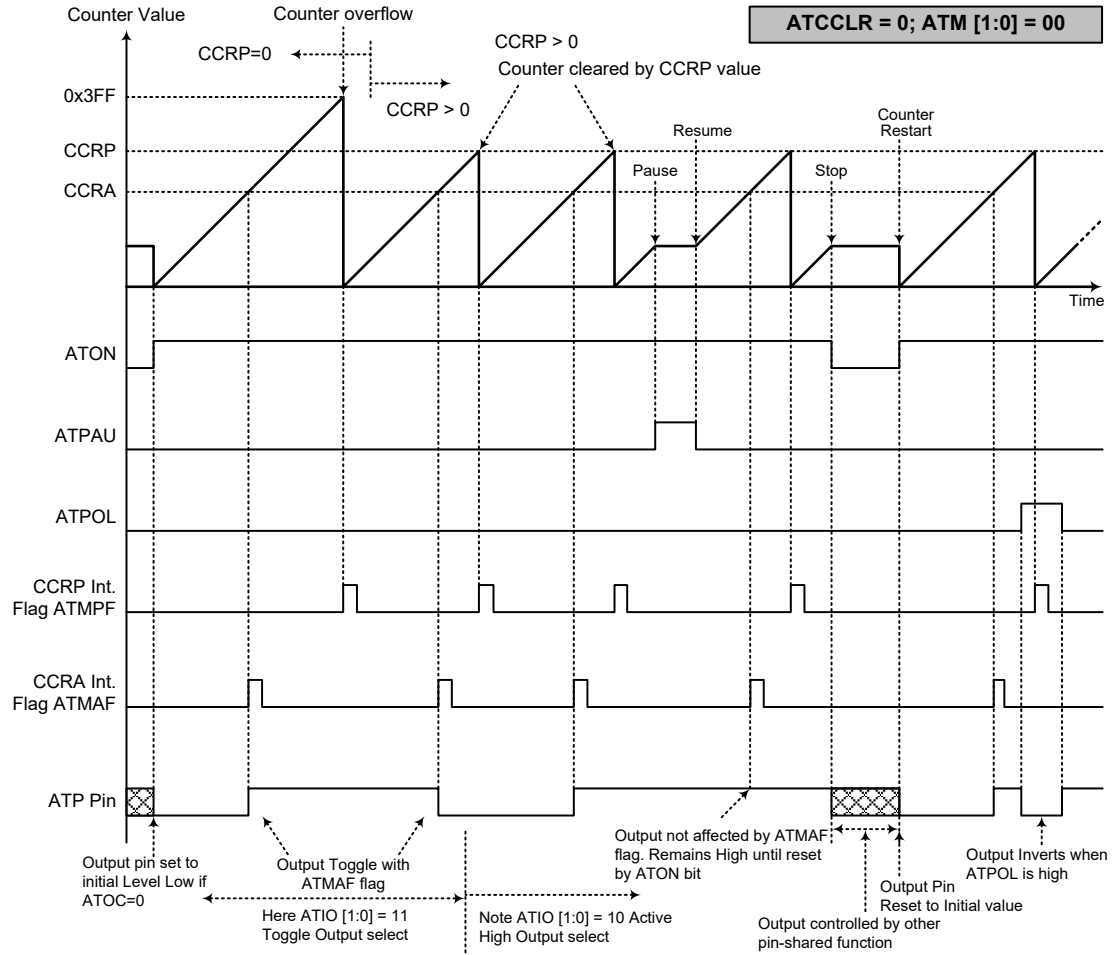 Counter Value
Counter overflow
ATCCLR = 0; ATM [1:0] = 00
CCRP=0
CCRP > 0
CCRP > 0
Counter cleared by CCRP value
0x3FF
CCRP
CCRA
Pause
Resume
Stop
Counter
Restart
Time
ATON
ATPAU
ATPOL
CCRP Int.
Flag ATMPF
CCRA Int.
Flag ATMAF
ATP Pin
Output pin set to
initial Level Low if
ATOC=0
Output Toggle with
ATMAF flag
Here ATIO [1:0] = 11
Toggle Output select
Note ATIO [1:0] = 10 Active
High Output select
Output not affected by ATMAF
flag. Remains High until reset
by ATON bit
Output controlled by other
pin-shared function
Output Pin
Reset to Initial value
Output Inverts when
ATPOL is high